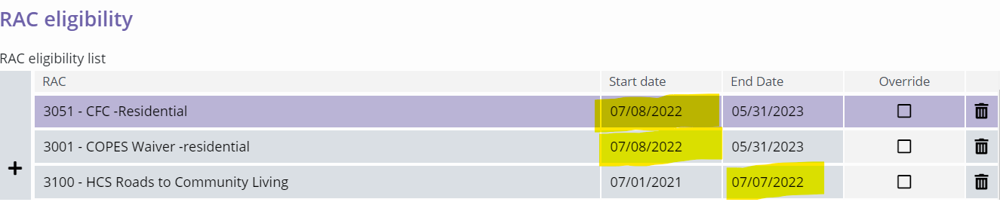 RAC eligibility
RAC eligibility list
RAC Start date End Date Override
3051 - CFC -Residential 07/08/2022 05/31/2023
3001 - COPES Waiver -residential 07/08/2022 05/31/2023
3100 - HCS Roads to Community Living 07/01/2021 07/07/2022